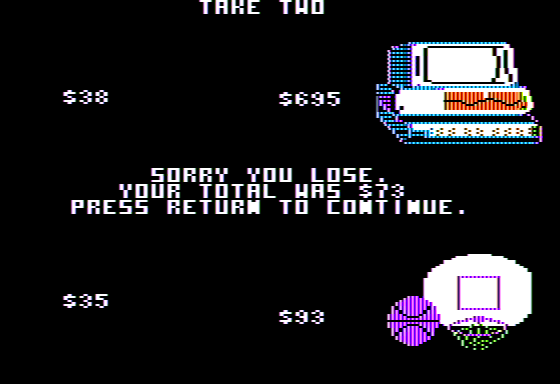 TAKE TWO
$38
$695
SORRY YOU LOSE.
YOUR TOTAL WAS $73
PRESS RETURN TO CONTINUE.
$35
$93